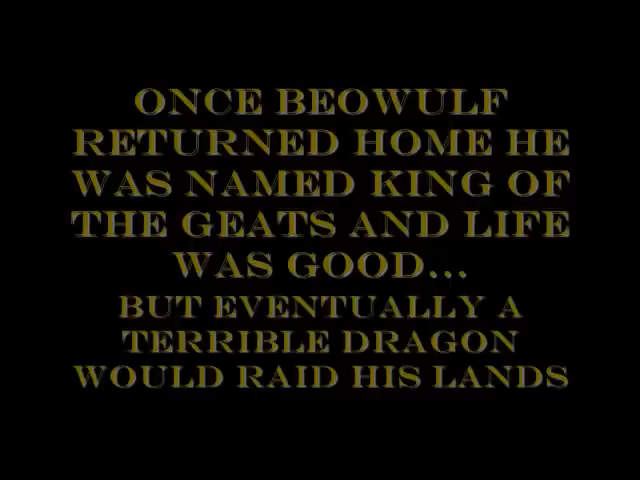 ONCE BEOWULF
RETURNED HOME HE
WAS NAMED KING OF
THE GEATS AND LIFE
WAS GOOD...
BUT EVENTUALLY A
TERRIBLE DRAGON
WOULD RAID HIS LANDS